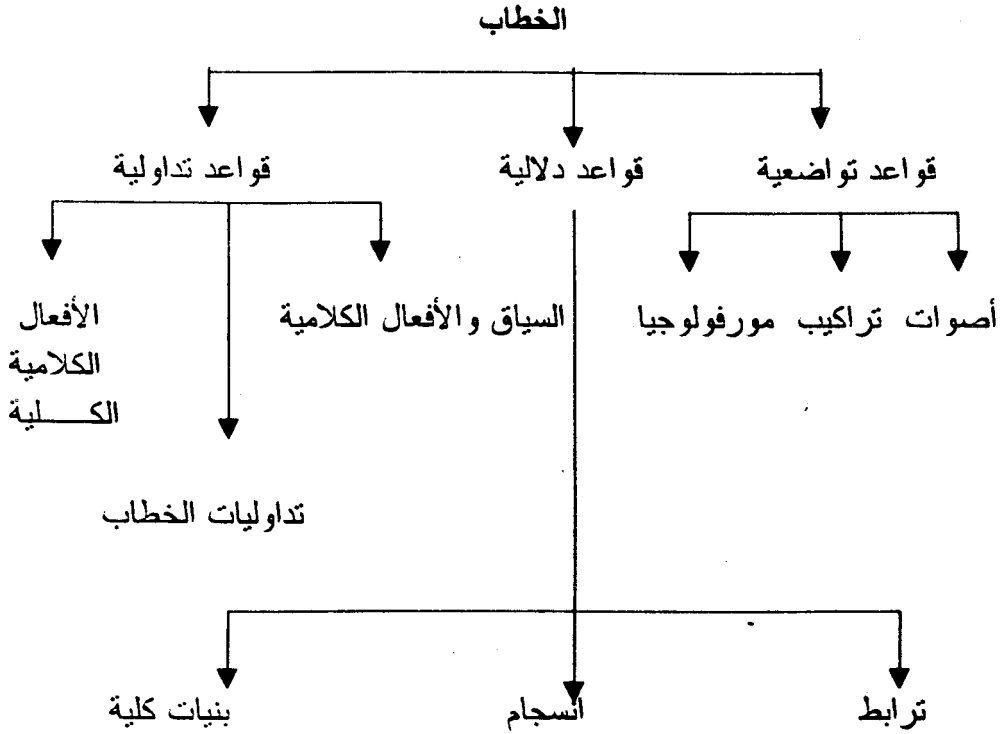 الخطاب
قواعد تواضعية قواعد دلالية قواعد تداولية
أصوات تراكيب مورفولوجيا السياق والأفعال الكلامية الأفعال
الكلامية
الكـــلية
تداوليات الخطاب
ترابط انسجام بنيات كلية